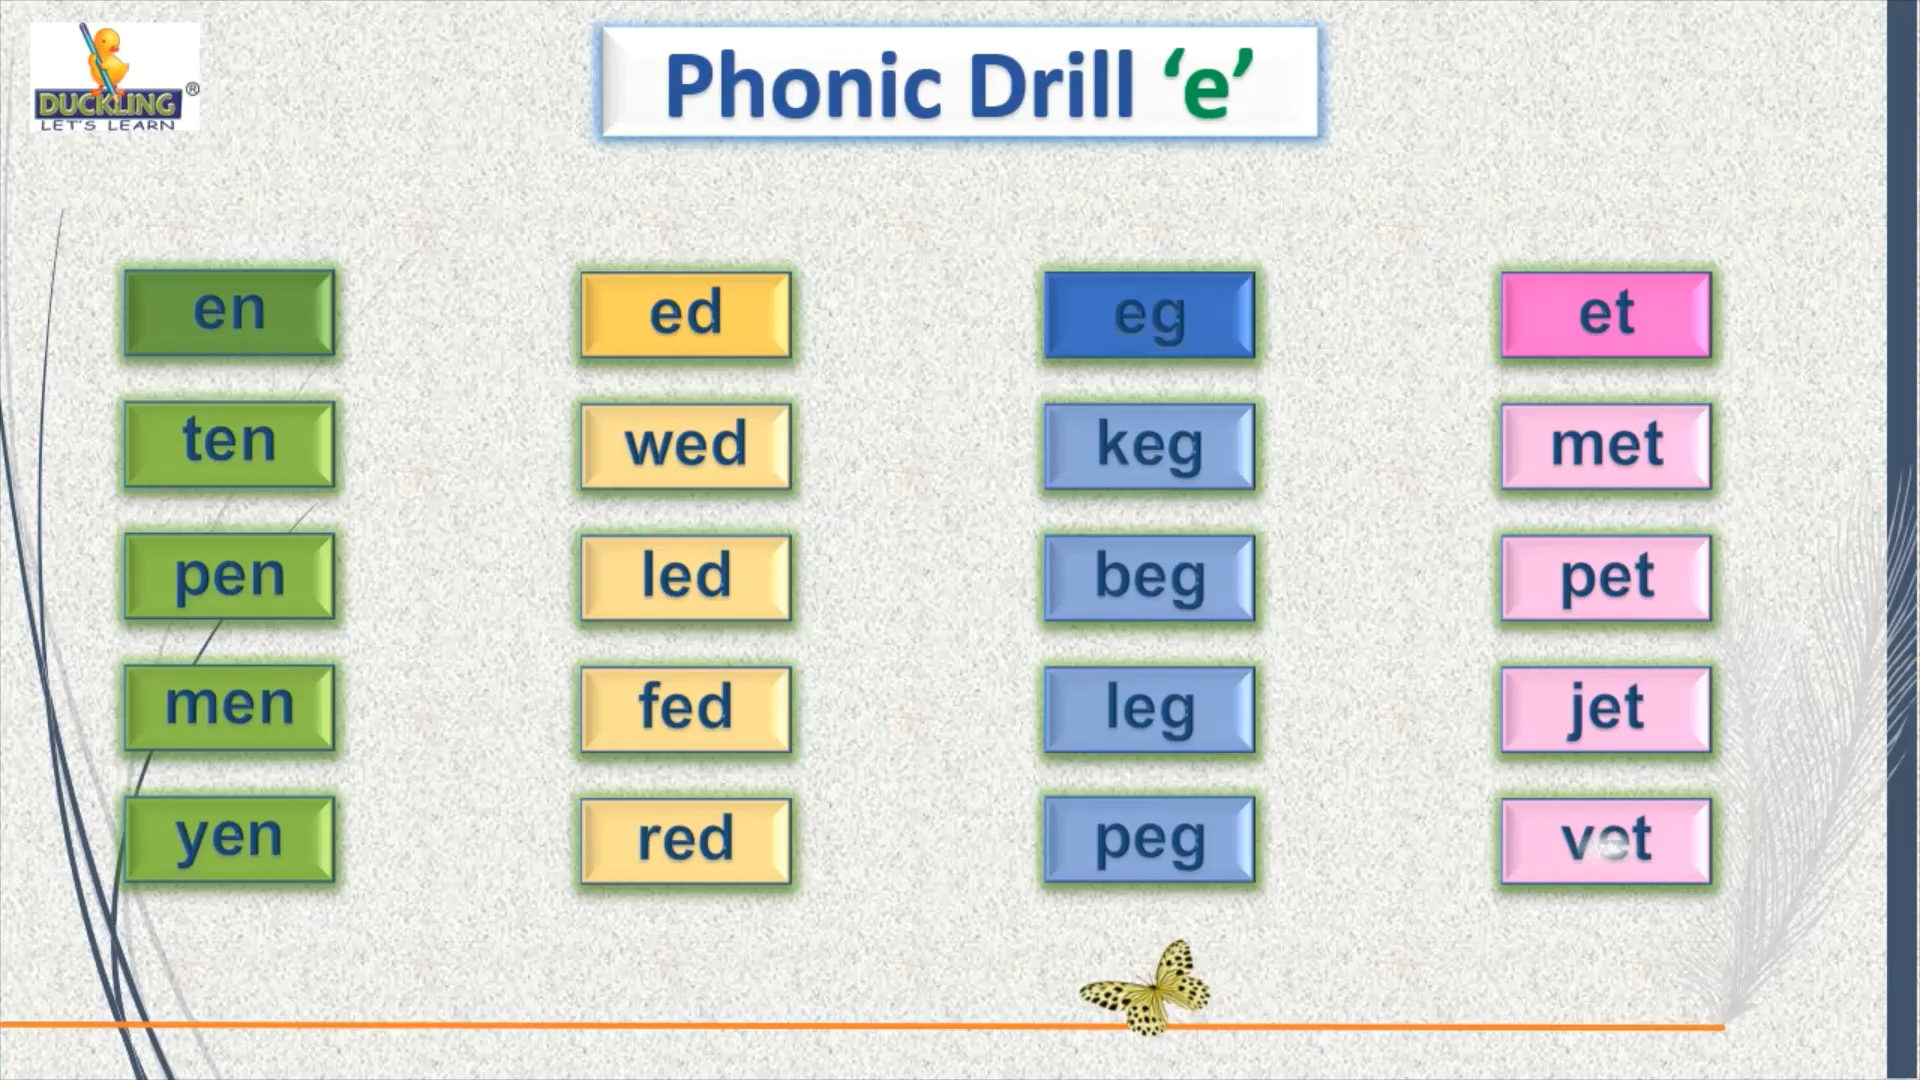 DUCKLING ®
LET'S LEARN
Phonic Drill ‘e’
en ed eg et
ten wed keg met
pen led beg pet
men fed leg jet
yen red peg vet